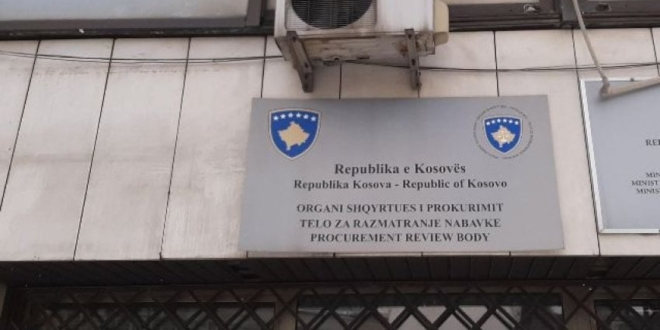 Republika e Kosovës
Republika Kosova - Republic of Kosovo
ORGANI SHQYRTUES I PROKURIMIT
TELO ZA RAZMATRANJE NABAVKE
PROCUREMENT REVIEW BODY